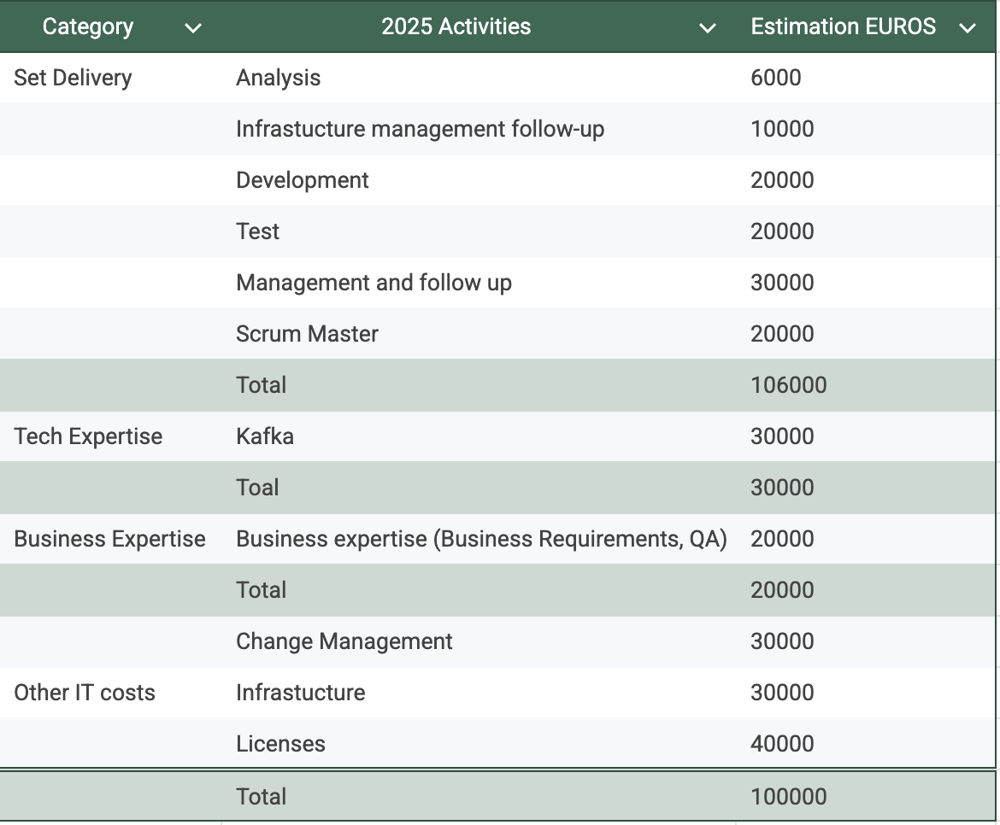 Category 2025 Activities Estimation EUROS
Set Delivery Analysis 6000
Infrastucture management follow-up 10000
Development 20000
Test 20000
Management and follow up 30000
Scrum Master 20000
Total 106000
Tech Expertise Kafka 30000
Toal 30000
Business Expertise Business expertise (Business Requirements, QA) 20000
Total 20000
Change Management 30000
Other IT costs Infrastucture 30000
Licenses 40000
Total 100000